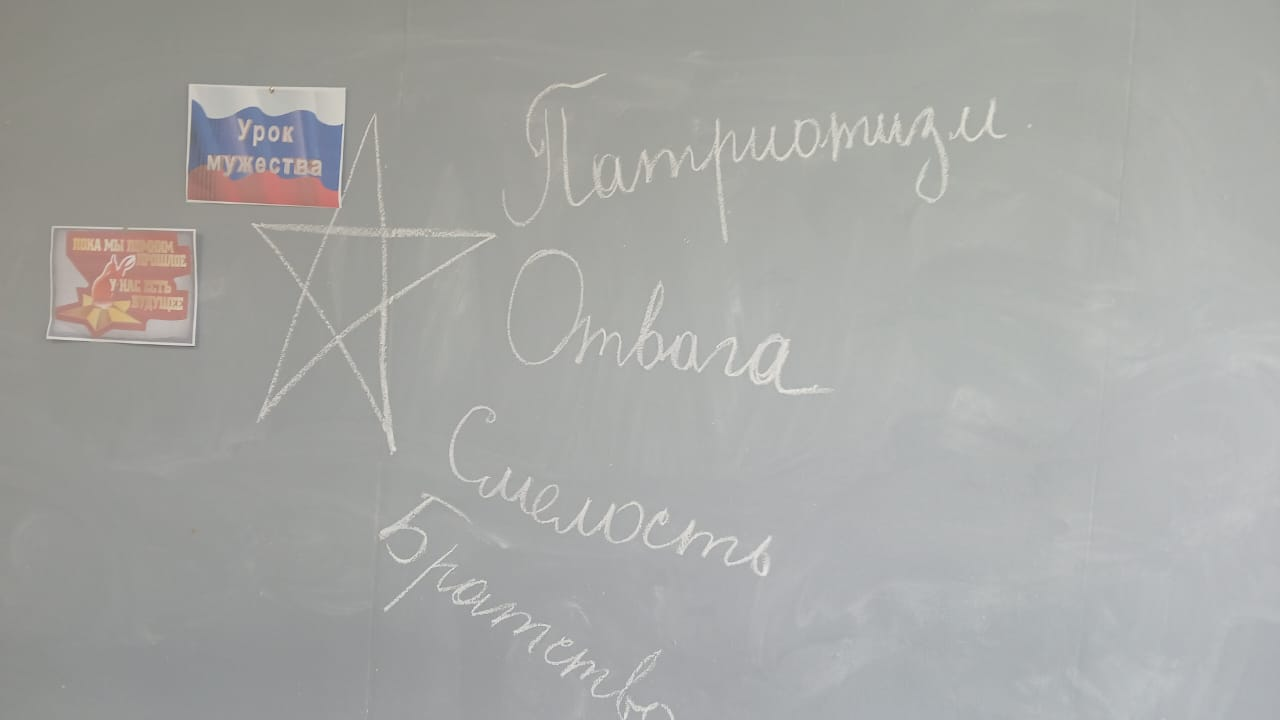 Урок
мужества
ПОКА МЫ ПОМНИМ
ПРОШЛОЕ
У НАС ЕСТЬ
БУДУЩЕЕ
Патриотизм.
Отвага
Смелость
Братство